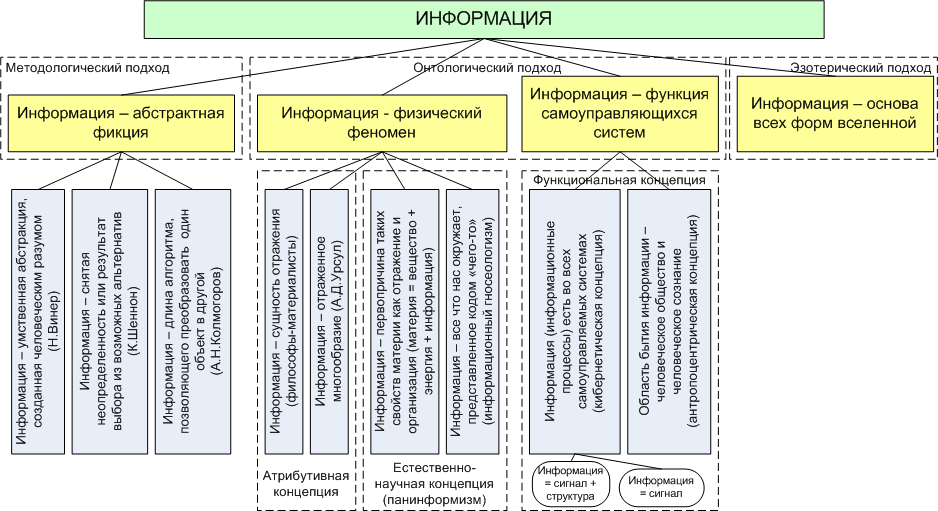 ИНФОРМАЦИЯ
Методологический подход
Онтологический подход
Эзотерический подход
Информация – абстрактная
фикция
Информация - физический
феномен
Информация – функция
самоуправляющихся
систем
Информация – основа
всех форм вселенной
Информация – умственная абстракция,
созданная человеческим разумом
(Н.Винер)
Информация – снятая
неопределенность или результат
выбора из возможных альтернатив
(К.Шеннон)
Информация – длина алгоритма,
позволяющего преобразовать один
объект в другой
(А.Н.Колмогоров)
Информация – сущность отражения
(философы-материалисты)
Информация – отраженное
многообразие (А.Д.Урсул)
Атрибутивная
концепция
Информация – первопричина таких
свойств материи как отражение и
организация (материя = вещество +
энергия + информация)
Информация – все что нас окружает,
представленное кодом «чего-то»
(информационный гносеологизм
Естественно-
научная концепция
(панинформизм)
Функциональная концепция
Информация (информационные
процессы) есть во всех
самоуправляемых системах
(кибернетическая концепция)
Область бытия информации –
человеческое общество и
человеческое сознание
(антропоцентрическая концепция)
Информация
= сигнал +
структура
Информация
= сигнал